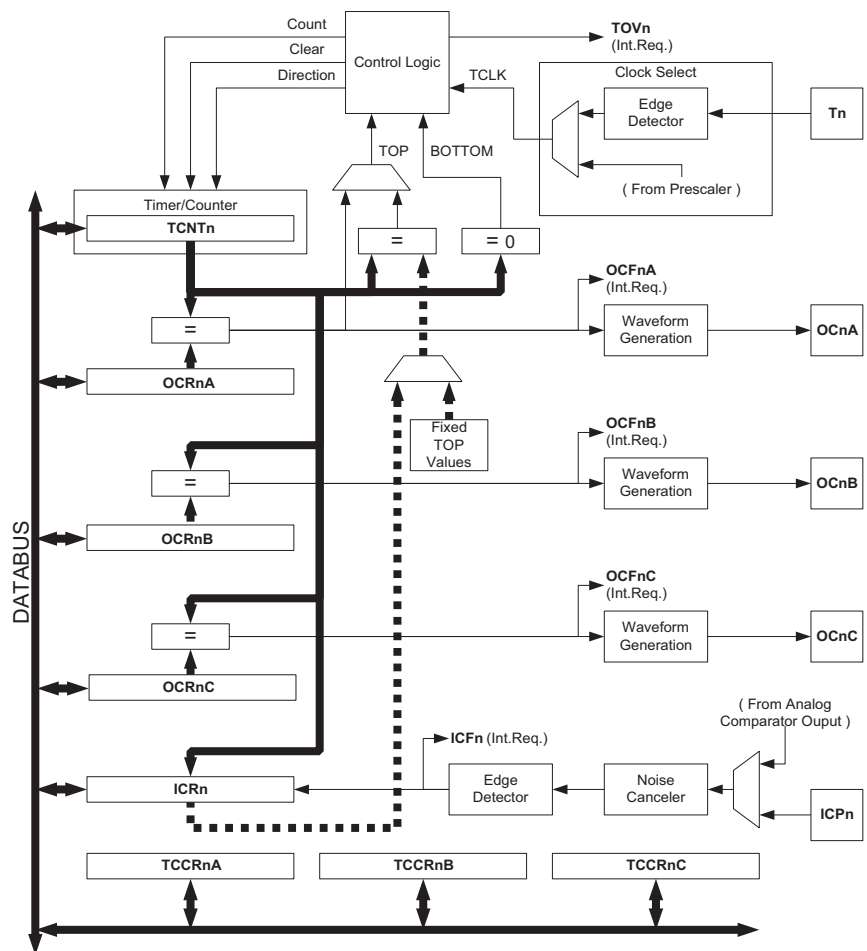 Count
Clear
Direction
Control Logic
TOVn
(Int.Req.)
TCLK
Clock Select
Edge
Detector
Tn
( From Prescaler )
TOP
BOTTOM
Timer/Counter
TCNTn
=
= 0
OCFnA
(Int.Req.)
=
Waveform
Generation
OCnA
OCRnA
Fixed
TOP
Values
OCFnB
(Int.Req.)
=
Waveform
Generation
OCnB
OCRnB
DATABUS
OCFnC
(Int.Req.)
=
Waveform
Generation
OCnC
OCRnC
( From Analog
Comparator Ouput )
ICFn (Int.Req.)
ICRn
Edge
Detector
Noise
Canceler
ICPn
TCCRnA
TCCRnB
TCCRnC